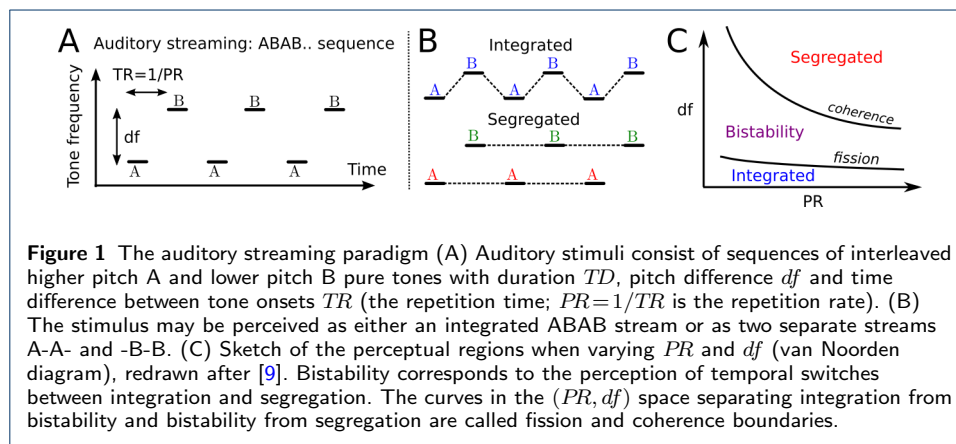 A Auditory streaming: ABAB.. sequence
TR=1/PR
Tone frequency
B B B
df
A A A
Time
B
Integrated
B B B
A A A
Segregated
B B B
A A A
C
Segregated
df
coherence
Bistability
fission
Integrated
PR
Figure 1 The auditory streaming paradigm (A) Auditory stimuli consist of sequences of interleaved
higher pitch A and lower pitch B pure tones with duration TD, pitch difference df and time
difference between tone onsets TR (the repetition time; PR=1/TR is the repetition rate). (B)
The stimulus may be perceived as either an integrated ABAB stream or as two separate streams
A-A- and -B-B. (C) Sketch of the perceptual regions when varying PR and df (van Noorden
diagram), redrawn after [9]. Bistability corresponds to the perception of temporal switches
between integration and segregation. The curves in the (PR, df) space separating integration from
bistability and bistability from segregation are called fission and coherence boundaries.